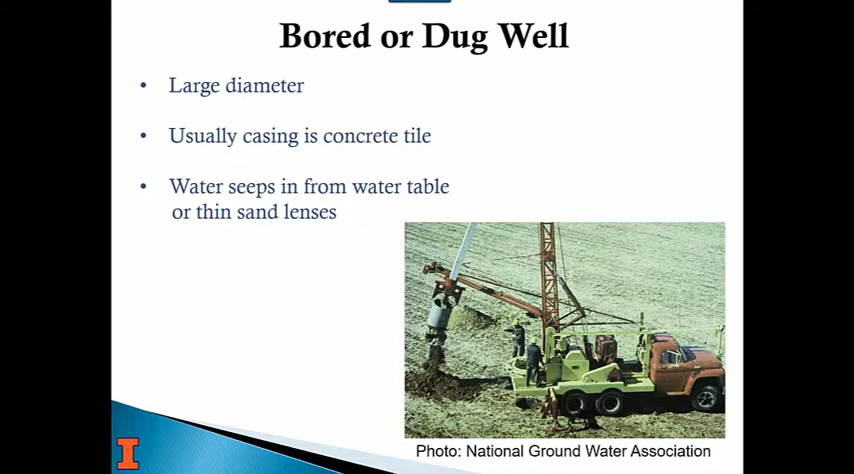 Bored or Dug Well
• Large diameter
• Usually casing is concrete tile
• Water seeps in from water table
or thin sand lenses
Photo: National Ground Water Association
I